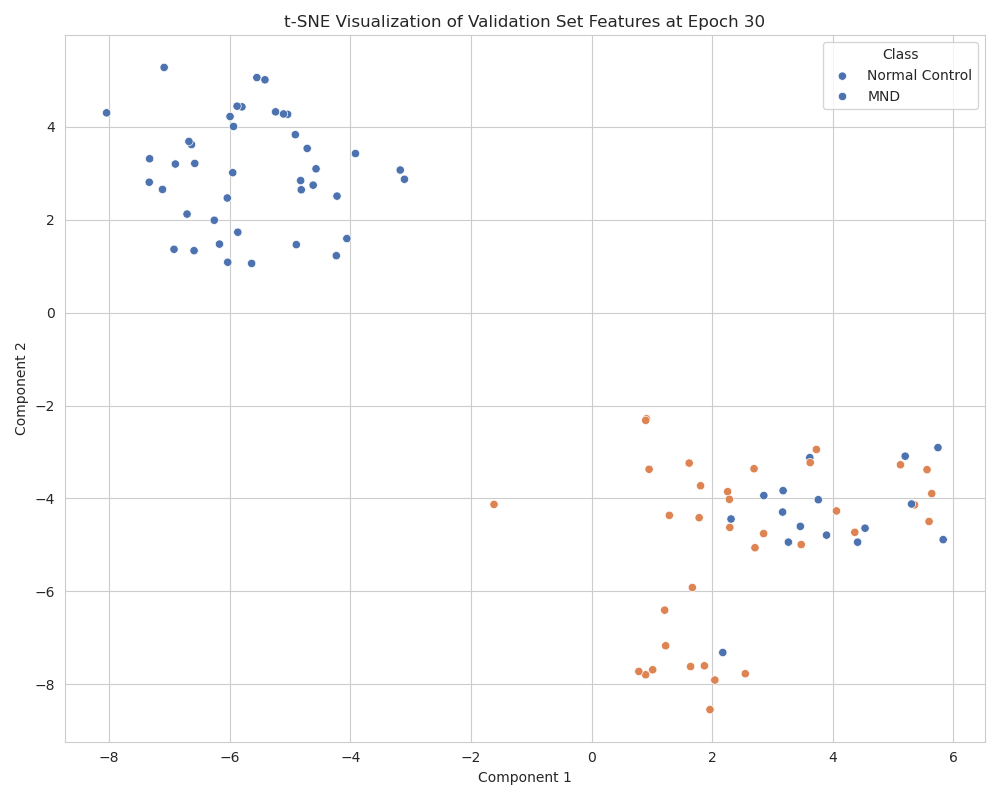 t-SNE Visualization of Validation Set Features at Epoch 30
Class
Normal Control
MND
4
2
0
−2
−4
−6
−8
Component 2
−8 −6 −4 −2 0 2 4 6
Component 1